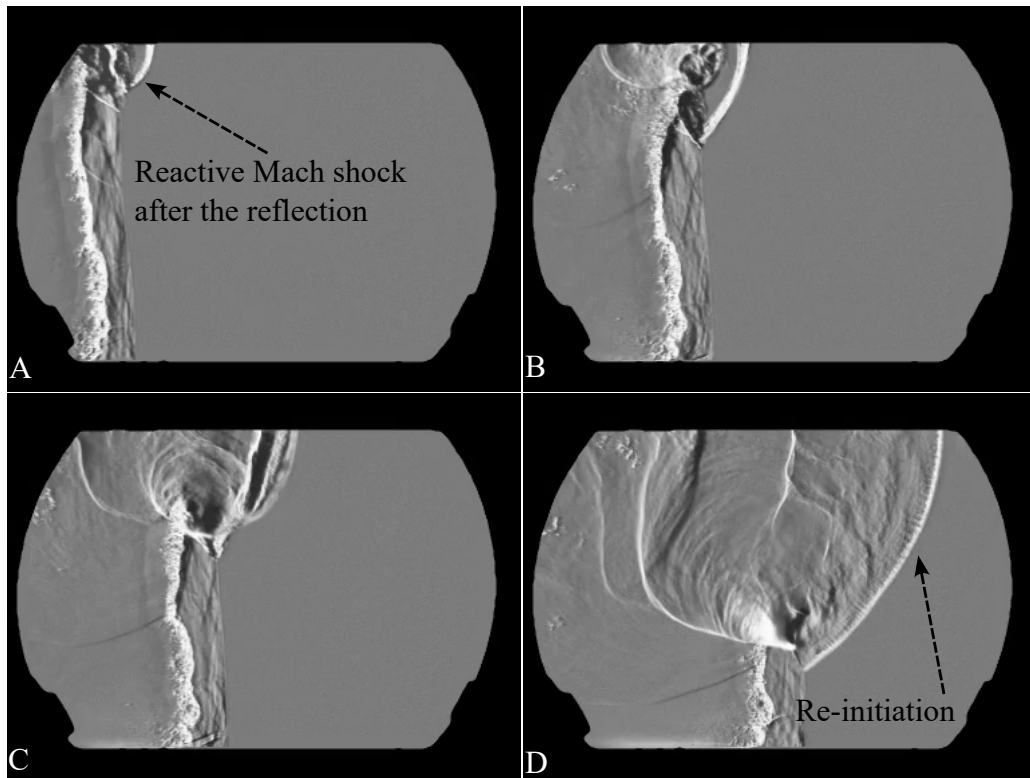 Reactive Mach shock
after the reflection
A
B
C
Re-initiation
D